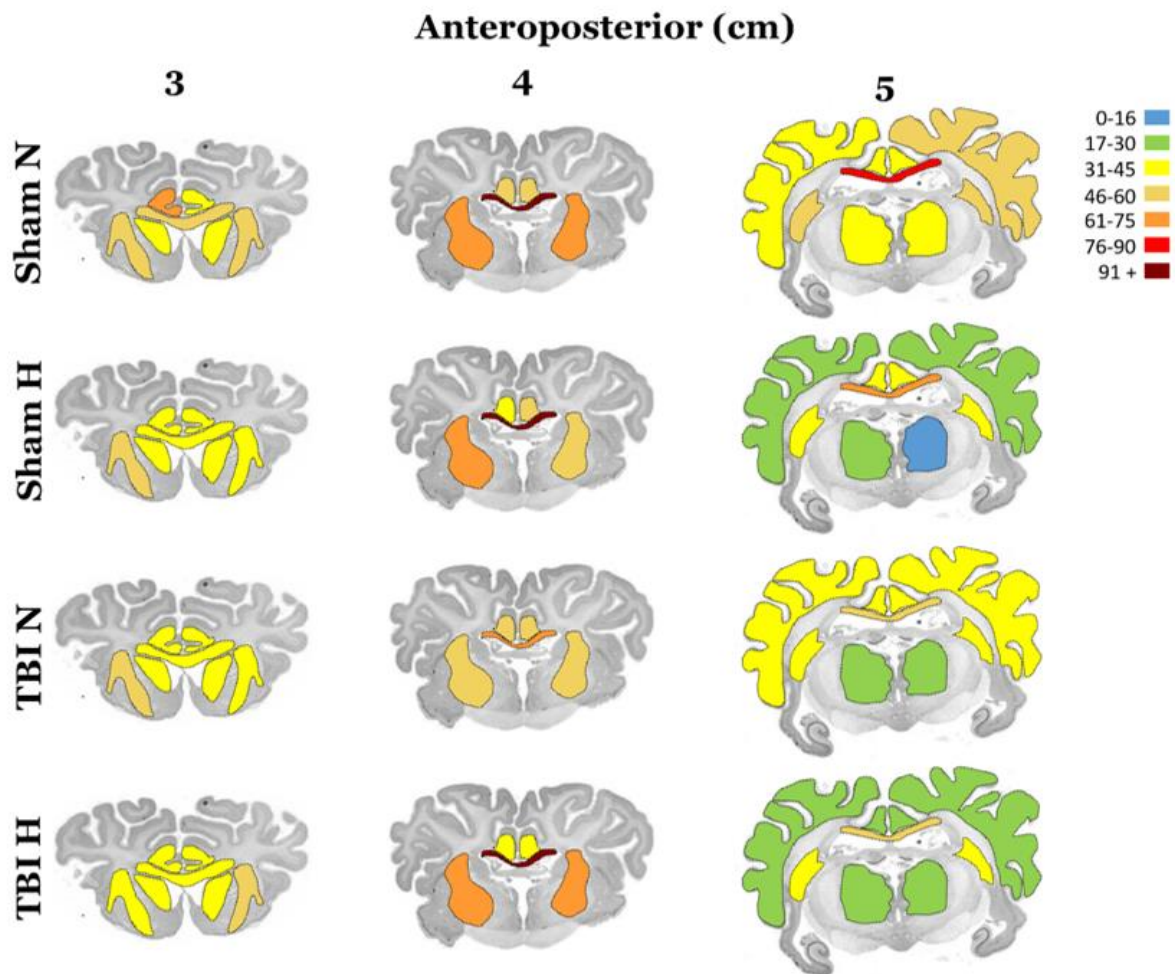 Anteroposterior (cm)
3 4 5
0-16
17-30
31-45
46-60
61-75
76-90
91 +
Sham N
Sham H
TBI N
TBI H